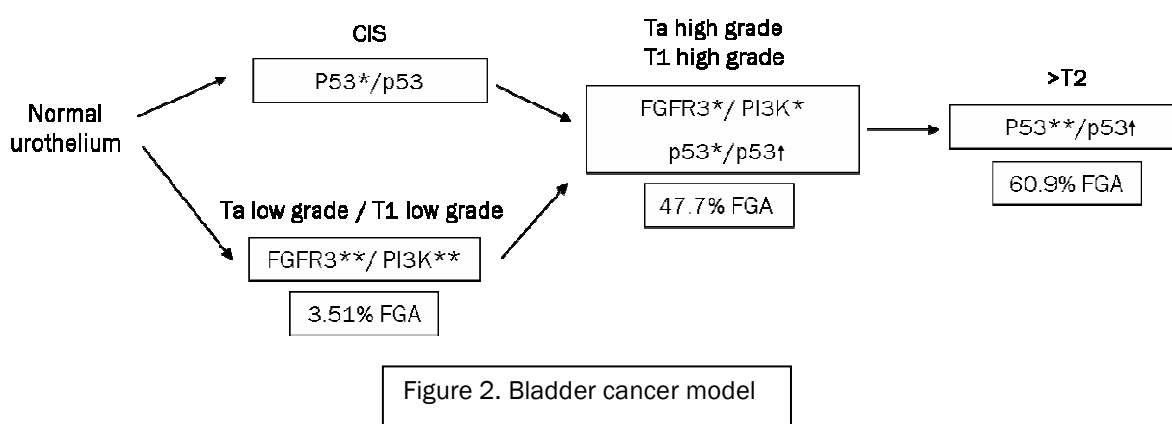 Normal
urothelium
CIS
P53*/p53
Ta low grade / T1 low grade
FGFR3**/ PI3K**
3.51% FGA
Ta high grade
T1 high grade
FGFR3*/ PI3K*
p53*/p53↑
47.7% FGA
>T2
P53**/p53↑
60.9% FGA
Figure 2. Bladder cancer model